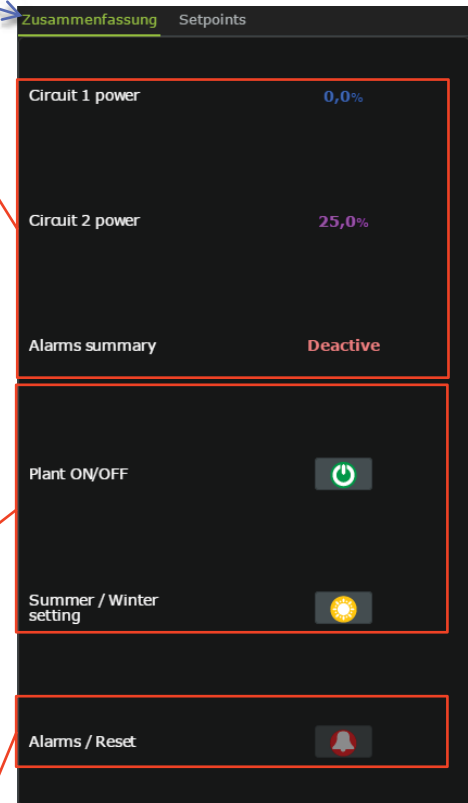 Zusammenfassung Setpoints
Circuit 1 power 0,0%
Circuit 2 power 25,0%
Alarms summary Deactive
Plant ON/OFF
Summer / Winter
setting
Alarms / Reset